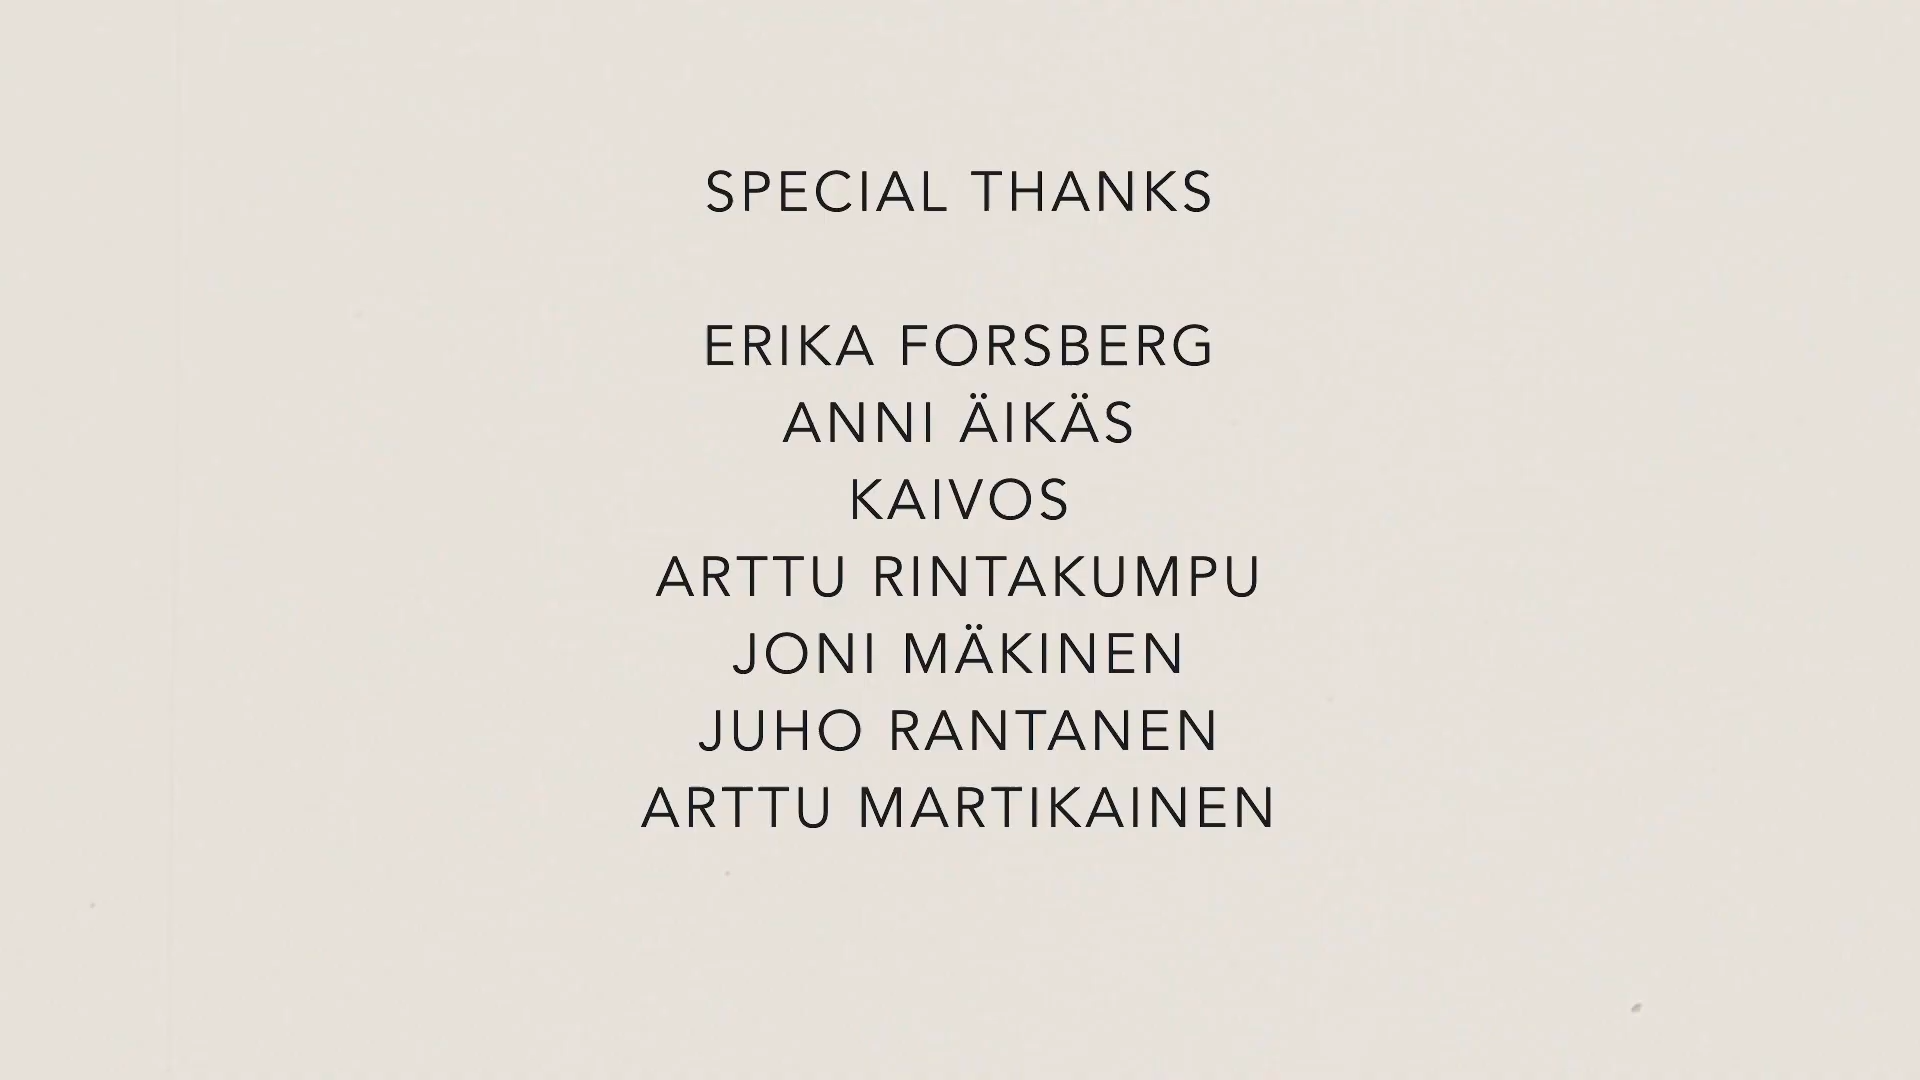 SPECIAL THANKS
ERIKA FORSBERG
ANNI ÄIKÄS
KAIVOS
ARTTU RINTAKUMPU
JONI MÄKINEN
JUHO RANTANEN
ARTTU MARTIKAINEN